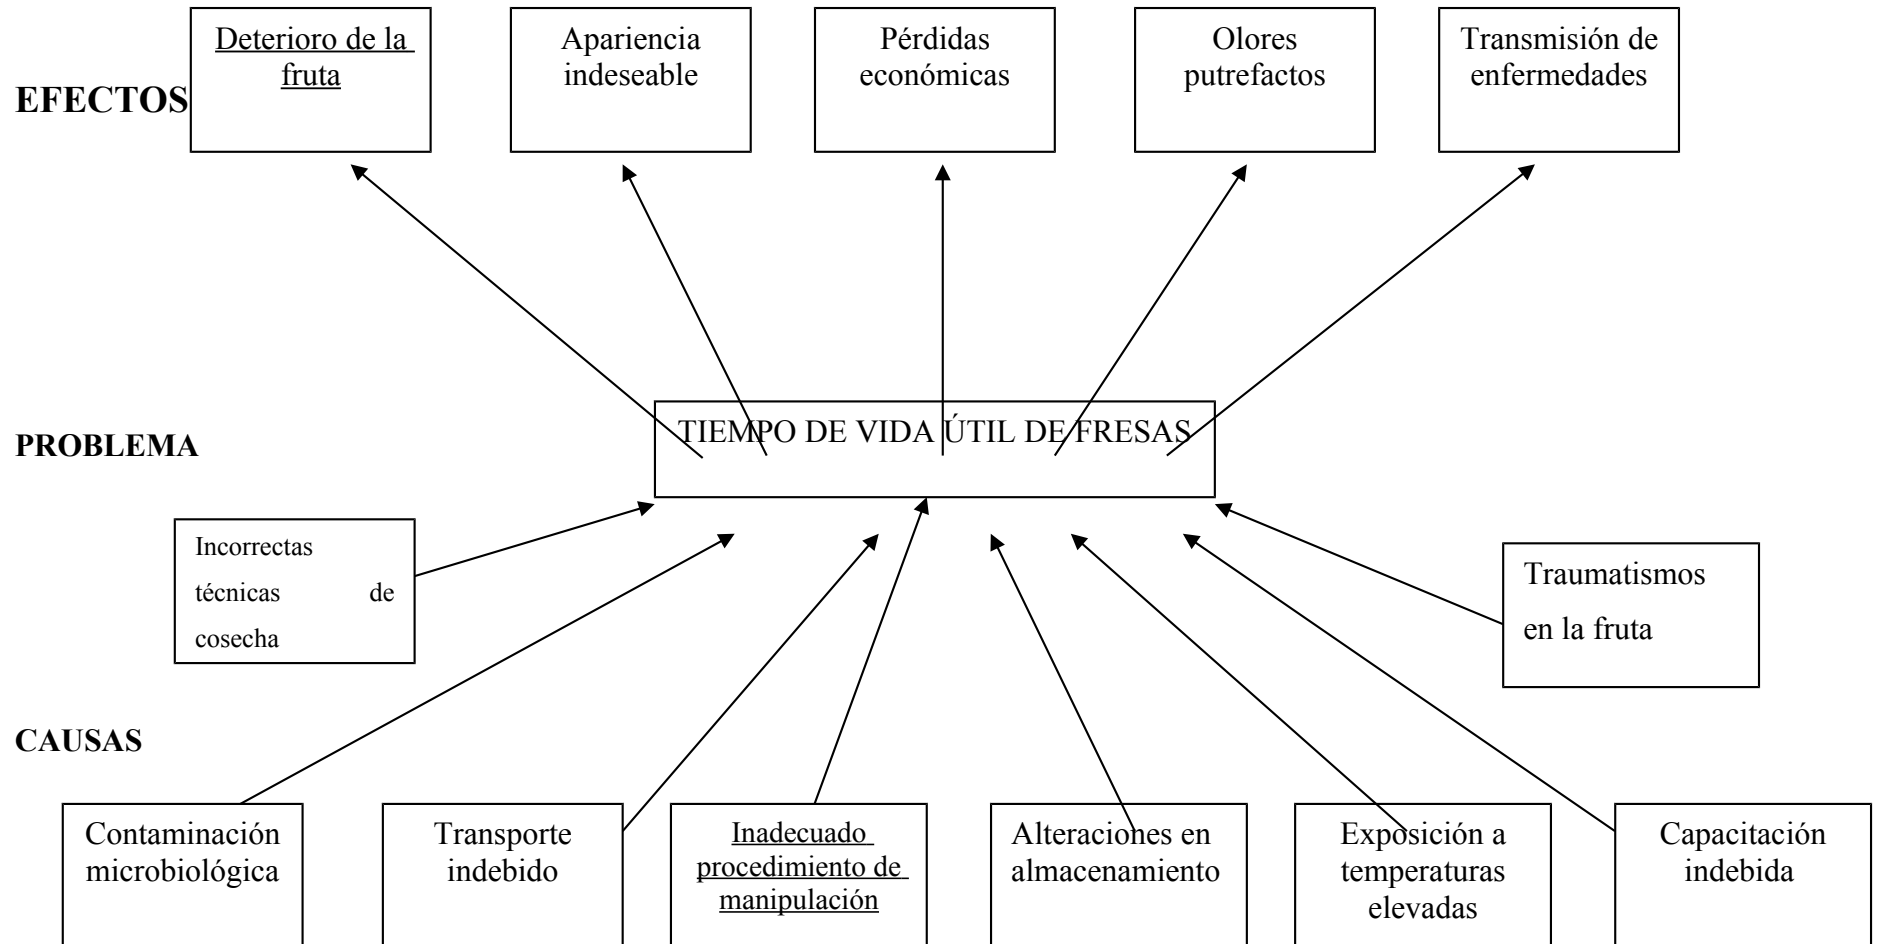 EFECTOS
Deterioro de la
fruta
Apariencia
indeseable
Pérdidas
económicas
Olores
putrefactos
Transmisión de
enfermedades
PROBLEMA
TIEMPO DE VIDA ÚTIL DE FRESAS
Incorrectas
técnicas de
cosecha
Traumatismos
en la fruta
CAUSAS
Contaminación
microbiológica
Transporte
indebido
Inadecuado
procedimiento de
manipulación
Alteraciones en
almacenamiento
Exposición a
temperaturas
elevadas
Capacitación
indebida